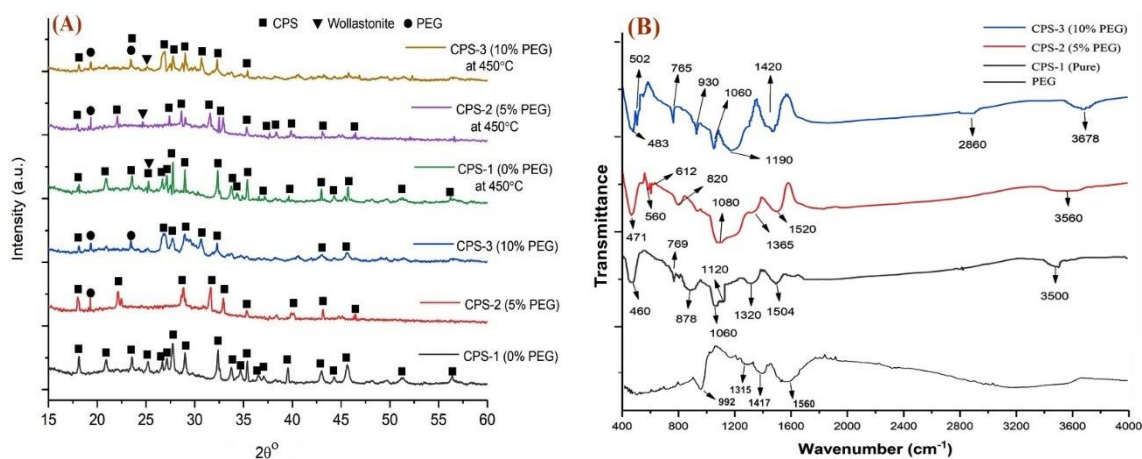 (A)
■ CPS ▼ Wollastonite ● PEG
CPS-3 (10% PEG)
at 450°C
CPS-2 (5% PEG)
at 450°C
CPS-1 (0% PEG)
at 450°C
CPS-3 (10% PEG)
CPS-2 (5% PEG)
CPS-1 (0% PEG)
Intensity (a.u.)
15 20 25 30 35 40 45 50 55 60
2θ°
(B)
CPS-3 (10% PEG)
CPS-2 (5% PEG)
CPS-1 (Pure)
PEG
502 765 930 1060 1420
483 1190 2860 3678
612 820 1080
471 560 1365 1520 3560
769 1120
460 878 1060 1320 1504 3500
992 1315 1417 1560
Transmittance
400 800 1200 1600 2000 2400 2800 3200 3600 4000
Wavenumber (cm⁻¹)